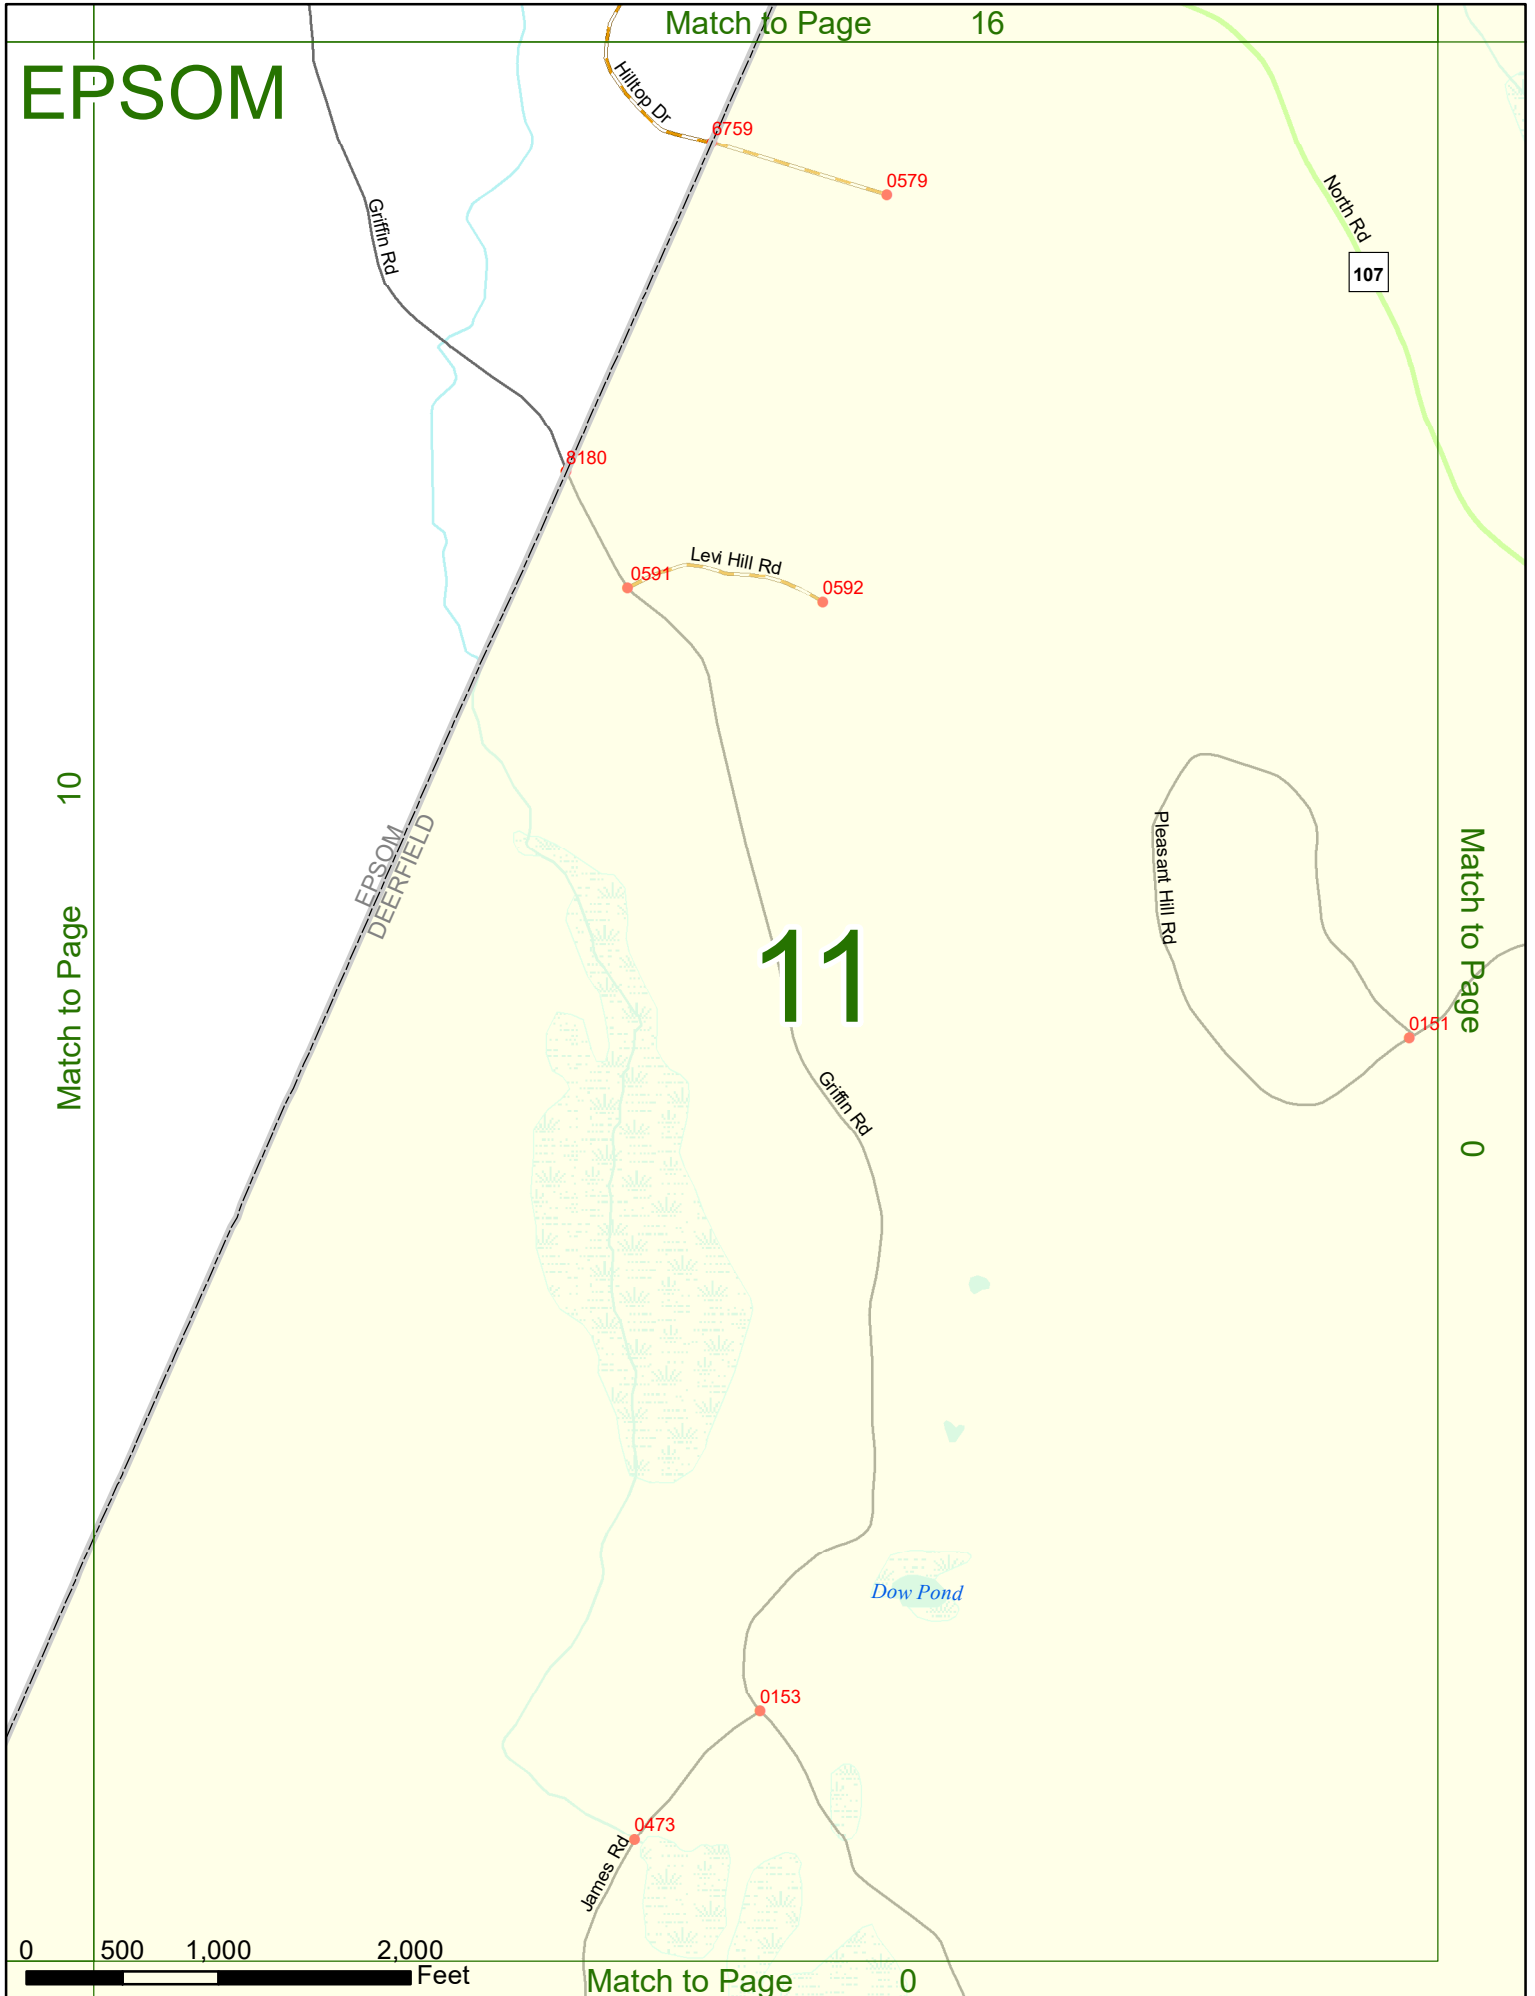 Match to Page 16
EPSOM
Hilltop Dr
6759
0579
Griffin Rd
North Rd
107
8180
Levi Hill Rd
0591
0592
Match to Page 10
EPSOM
DEERFIELD
Pleasant Hill Rd
Match to Page 0
11
0151
Griffin Rd
Dow Pond
0153
0473
James Rd
0 500 1,000 2,000
Feet
Match to Page 0